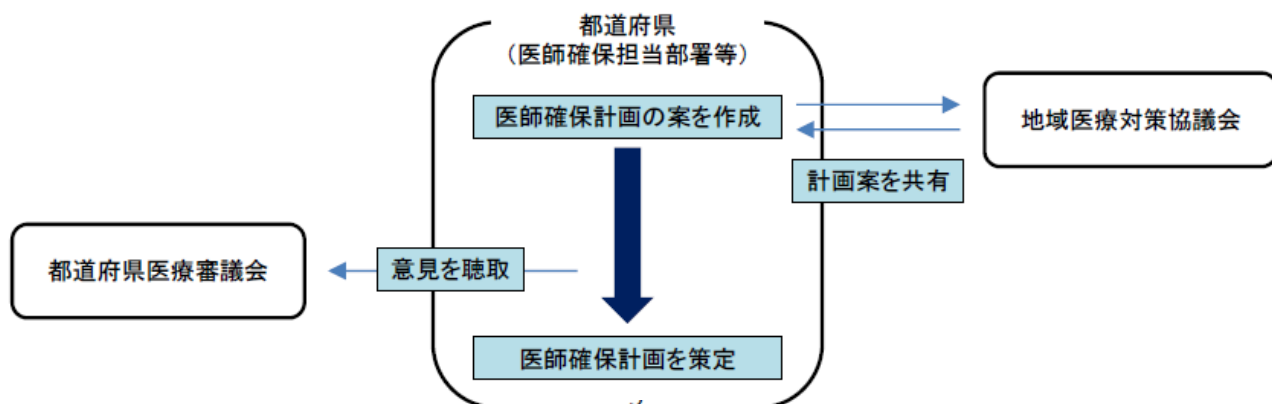 都道府県
（医師確保担当部署等）
医師確保計画の案を作成
地域医療対策協議会
計画案を共有
都道府県医療審議会
意見を聴取
医師確保計画を策定